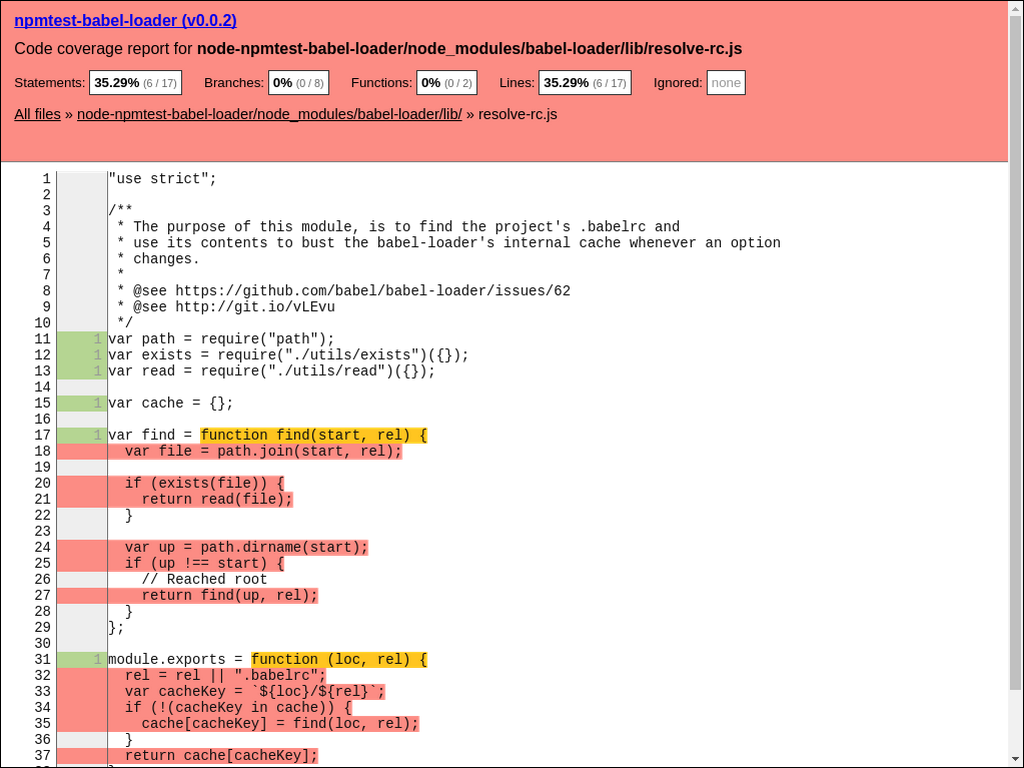 npmtest-babel-loader (v0.0.2)
Code coverage report for node-npmtest-babel-loader/node_modules/babel-loader/lib/resolve-rc.js
Statements: 35.29% (6 / 17) Branches: 0% (0 / 8) Functions: 0% (0 / 2) Lines: 35.29% (6 / 17) Ignored: none
All files » node-npmtest-babel-loader/node_modules/babel-loader/lib/ » resolve-rc.js
1 "use strict";
2
3 /**
4 * The purpose of this module, is to find the project's .babelrc and
5 * use its contents to bust the babel-loader's internal cache whenever an option
6 * changes.
7 *
8 * @see https://github.com/babel/babel-loader/issues/62
9 * @see http://git.io/vLEvu
10 */
11 1 var path = require("path");
12 1 var exists = require("./utils/exists")({});
13 1 var read = require("./utils/read")({});
14
15 1 var cache = {};
16
17 1 var find = function find(start, rel) {
18 var file = path.join(start, rel);
19
20 if (exists(file)) {
21 return read(file);
22 }
23
24 var up = path.dirname(start);
25 if (up !== start) {
26 // Reached root
27 return find(up, rel);
28 }
29 };
30
31 1 module.exports = function (loc, rel) {
32 rel = rel || ".babelrc";
33 var cacheKey = `${loc}/${rel}`;
34 if (!(cacheKey in cache)) {
35 cache[cacheKey] = find(loc, rel);
36 }
37 return cache[cacheKey];